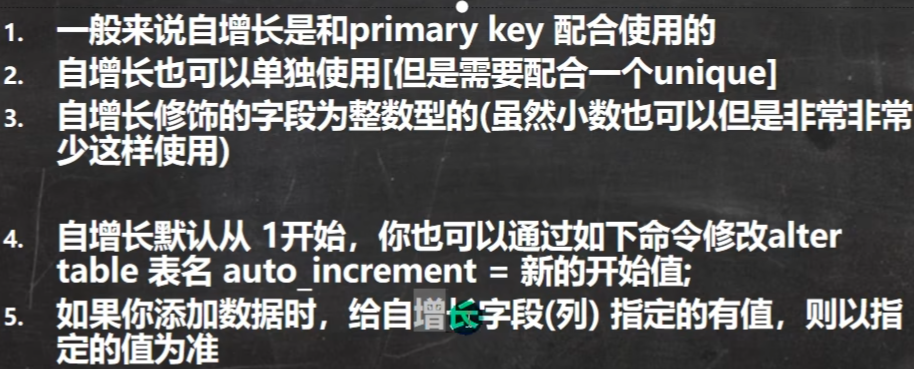 1. 一般来说自增长是和primary key 配合使用的
2. 自增长也可以单独使用[但是需要配合一个unique]
3. 自增长修饰的字段为整数型的(虽然小数也可以但是非常非常
少这样使用)
4. 自增长默认从 1开始，你也可以通过如下命令修改alter
table 表名 auto_increment = 新的开始值;
5. 如果你添加数据时，给自增长字段(列) 指定的有值，则以指
定的值为准